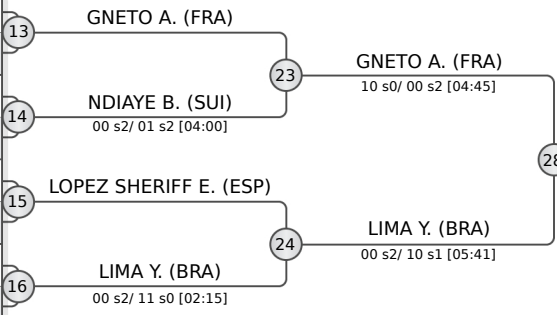 GNETO A. (FRA)
13
23
GNETO A. (FRA)
10 s0/ 00 s2 [04:45]
NDIAYE B. (SUI)
14
00 s2/ 01 s2 [04:00]
28
LOPEZ SHERIFF E. (ESP)
15
24
LIMA Y. (BRA)
00 s2/ 10 s1 [05:41]
LIMA Y. (BRA)
16
00 s2/ 11 s0 [02:15]